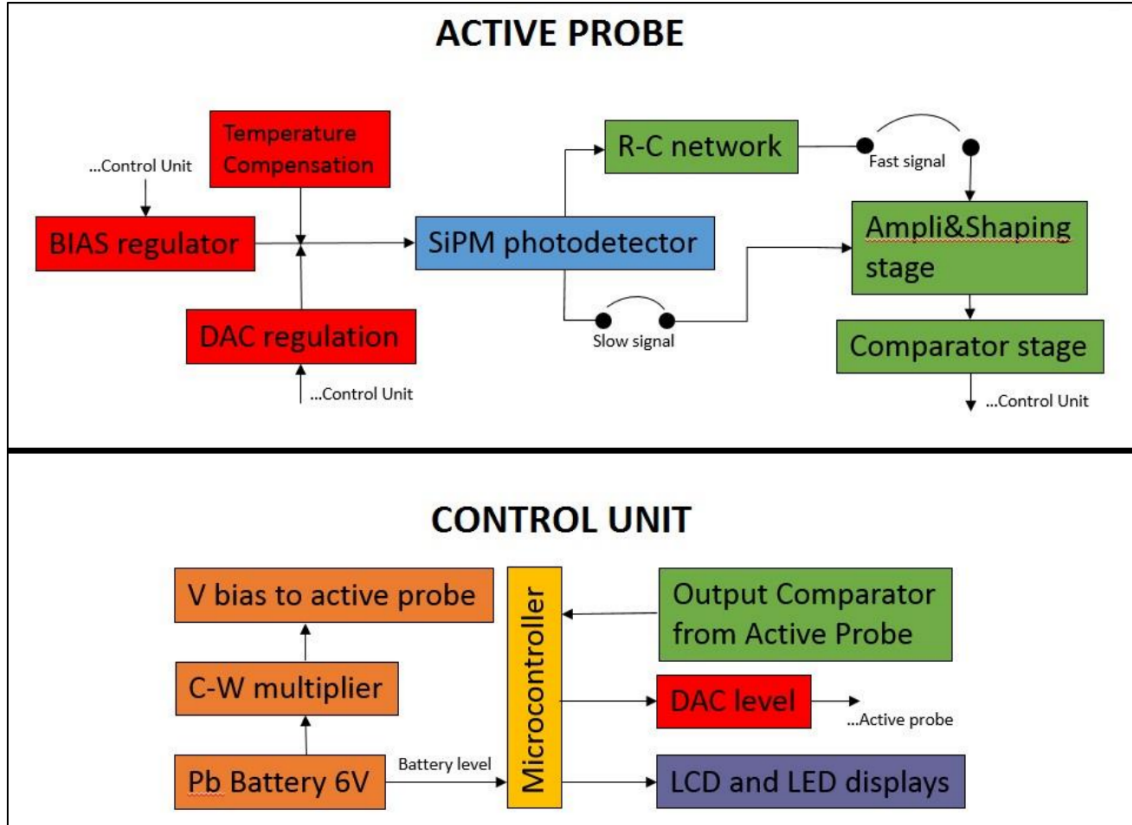 ACTIVE PROBE
Temperature
Compensation
...Control Unit
BIAS regulator
DAC regulation
...Control Unit
SiPM photodetector
R-C network
Fast signal
Slow signal
Ampli&Shaping
stage
Comparator stage
...Control Unit
CONTROL UNIT
V bias to active probe
C-W multiplier
Pb Battery 6V
Battery level
Microcontroller
Output Comparator
from Active Probe
DAC level
...Active probe
LCD and LED displays